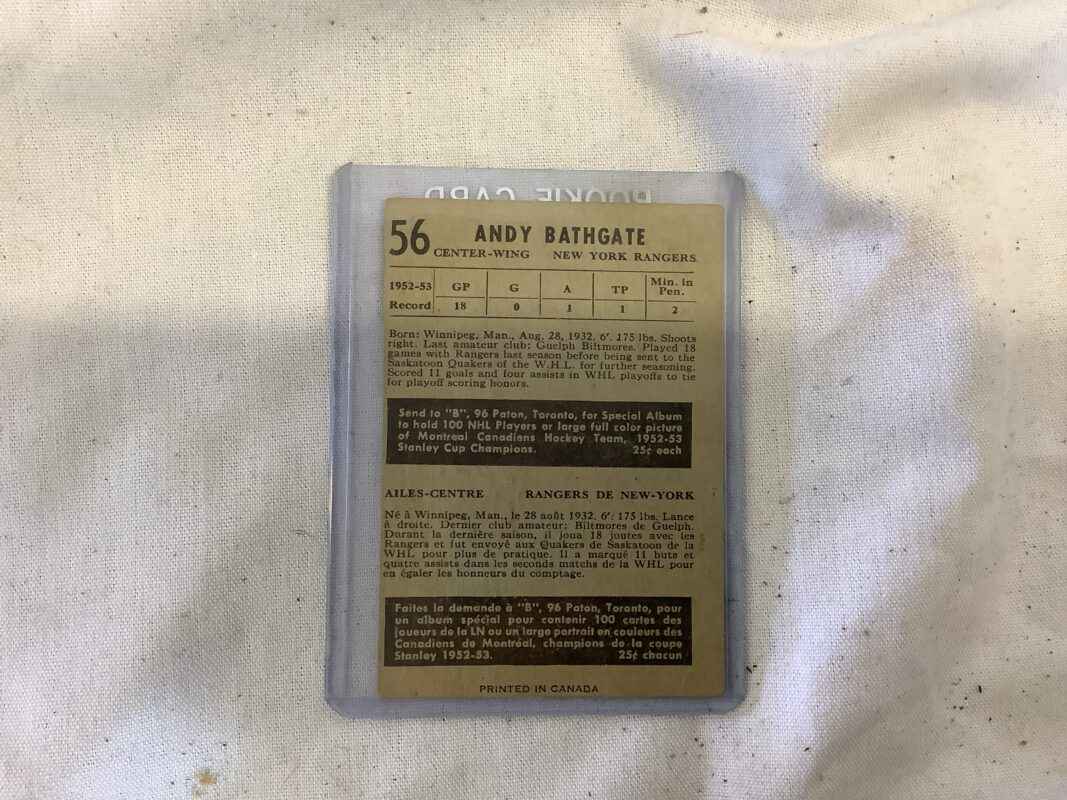 ROOKIE CARD
56 ANDY BATHGATE
CENTER-WING NEW YORK RANGERS
1952-53 GP G A TP Min. in Pen.
Record 18 0 1 1 2
Born: Winnipeg, Man., Aug. 28, 1932. 6'. 175 lbs. Shoots
right. Last amateur club: Guelph Biltmores. Played 18
games with Rangers last season before being sent to the
Saskatoon Quakers of the W.H.L. for further seasoning.
Scored 11 goals and four assists in WHL playoffs to tie
for playoff scoring honors.
Send to "B", 96 Paton, Toronto, for Special Album
to hold 100 NHL Players or large full color picture
of Montreal Canadiens Hockey Team, 1952-53
Stanley Cup Champions. 25¢ each
AILES-CENTRE RANGERS DE NEW-YORK
Né à Winnipeg, Man., le 28 août 1932. 6'; 175 lbs. Lance
à droite. Dernier club amateur: Biltmores de Guelph.
Durant la dernière saison, il joua 18 joutes avec les
Rangers et fut envoyé aux Quakers de Saskatoon de la
WHL pour plus de pratique. Il a marqué 11 buts et
quatre assists dans les seconds matchs de la WHL pour
en égaler les honneurs du comptage.
Faites la demande à "B", 96 Paton, Toronto, pour
un album spécial pour contenir 100 cartes des
joueurs de la LN ou un large portrait en couleurs des
Canadiens de Montréal, champions de la coupe
Stanley 1952-53. 25¢ chacun
PRINTED IN CANADA